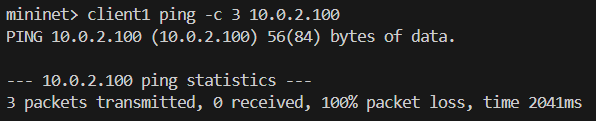 mininet> client1 ping -c 3 10.0.2.100
PING 10.0.2.100 (10.0.2.100) 56(84) bytes of data.
--- 10.0.2.100 ping statistics ---
3 packets transmitted, 0 received, 100% packet loss, time 2041ms